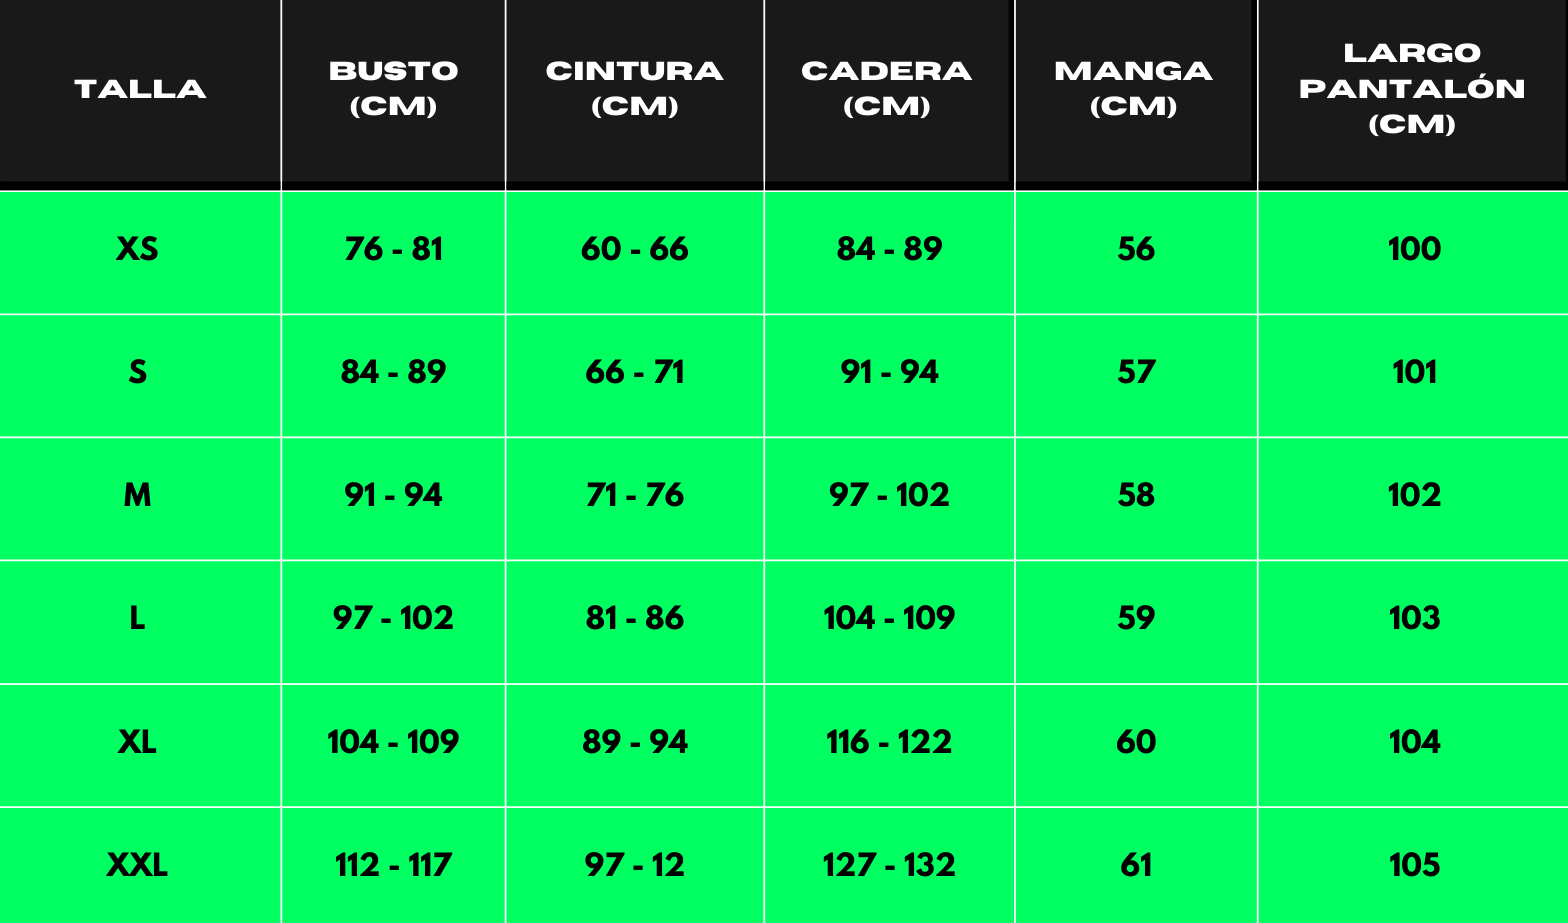 TALLA BUSTO (CM) CINTURA (CM) CADERA (CM) MANGA (CM) LARGO PANTALÓN (CM)
XS 76 - 81 60 - 66 84 - 89 56 100
S 84 - 89 66 - 71 91 - 94 57 101
M 91 - 94 71 - 76 97 - 102 58 102
L 97 - 102 81 - 86 104 - 109 59 103
XL 104 - 109 89 - 94 116 - 122 60 104
XXL 112 - 117 97 - 12 127 - 132 61 105